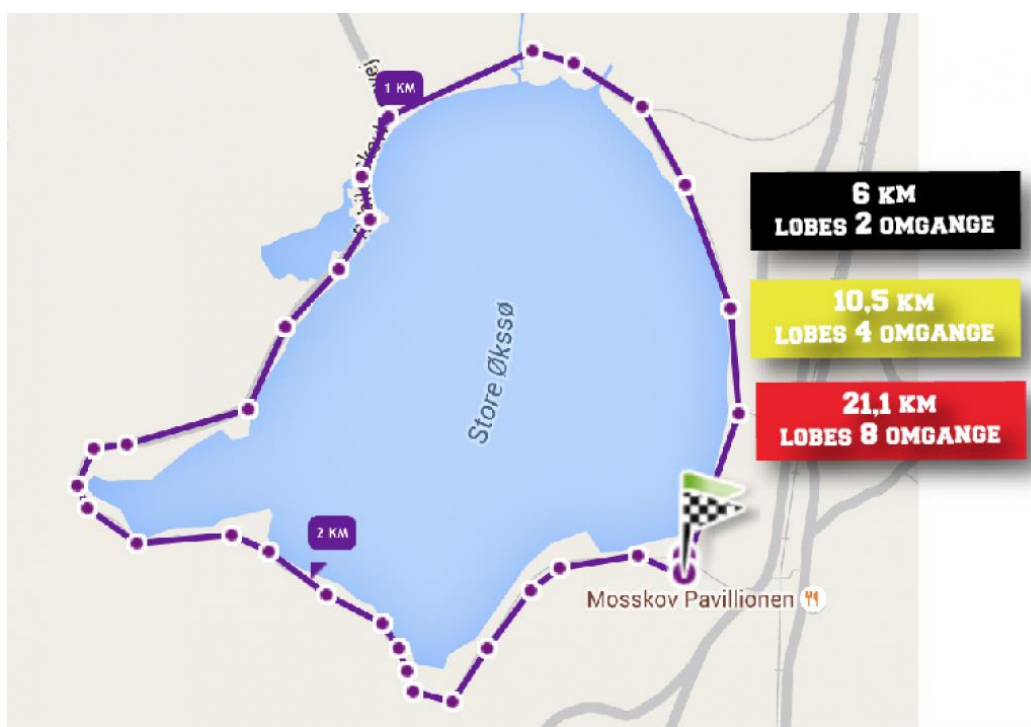 1 KM
vej
6 KM
LOBES 2 OMGANGE
10,5 KM
LOBES 4 OMGANGE
21,1 KM
LOBES 8 OMGANGE
Store Økssø
2 KM
Mosskov Pavillionen